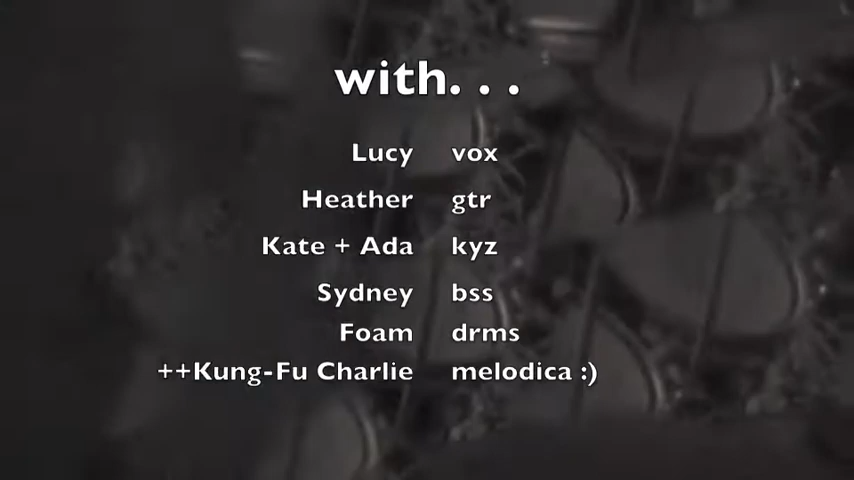 with. . .
Lucy vox
Heather gtr
Kate + Ada kyz
Sydney bss
Foam drms
++Kung-Fu Charlie melodica :)